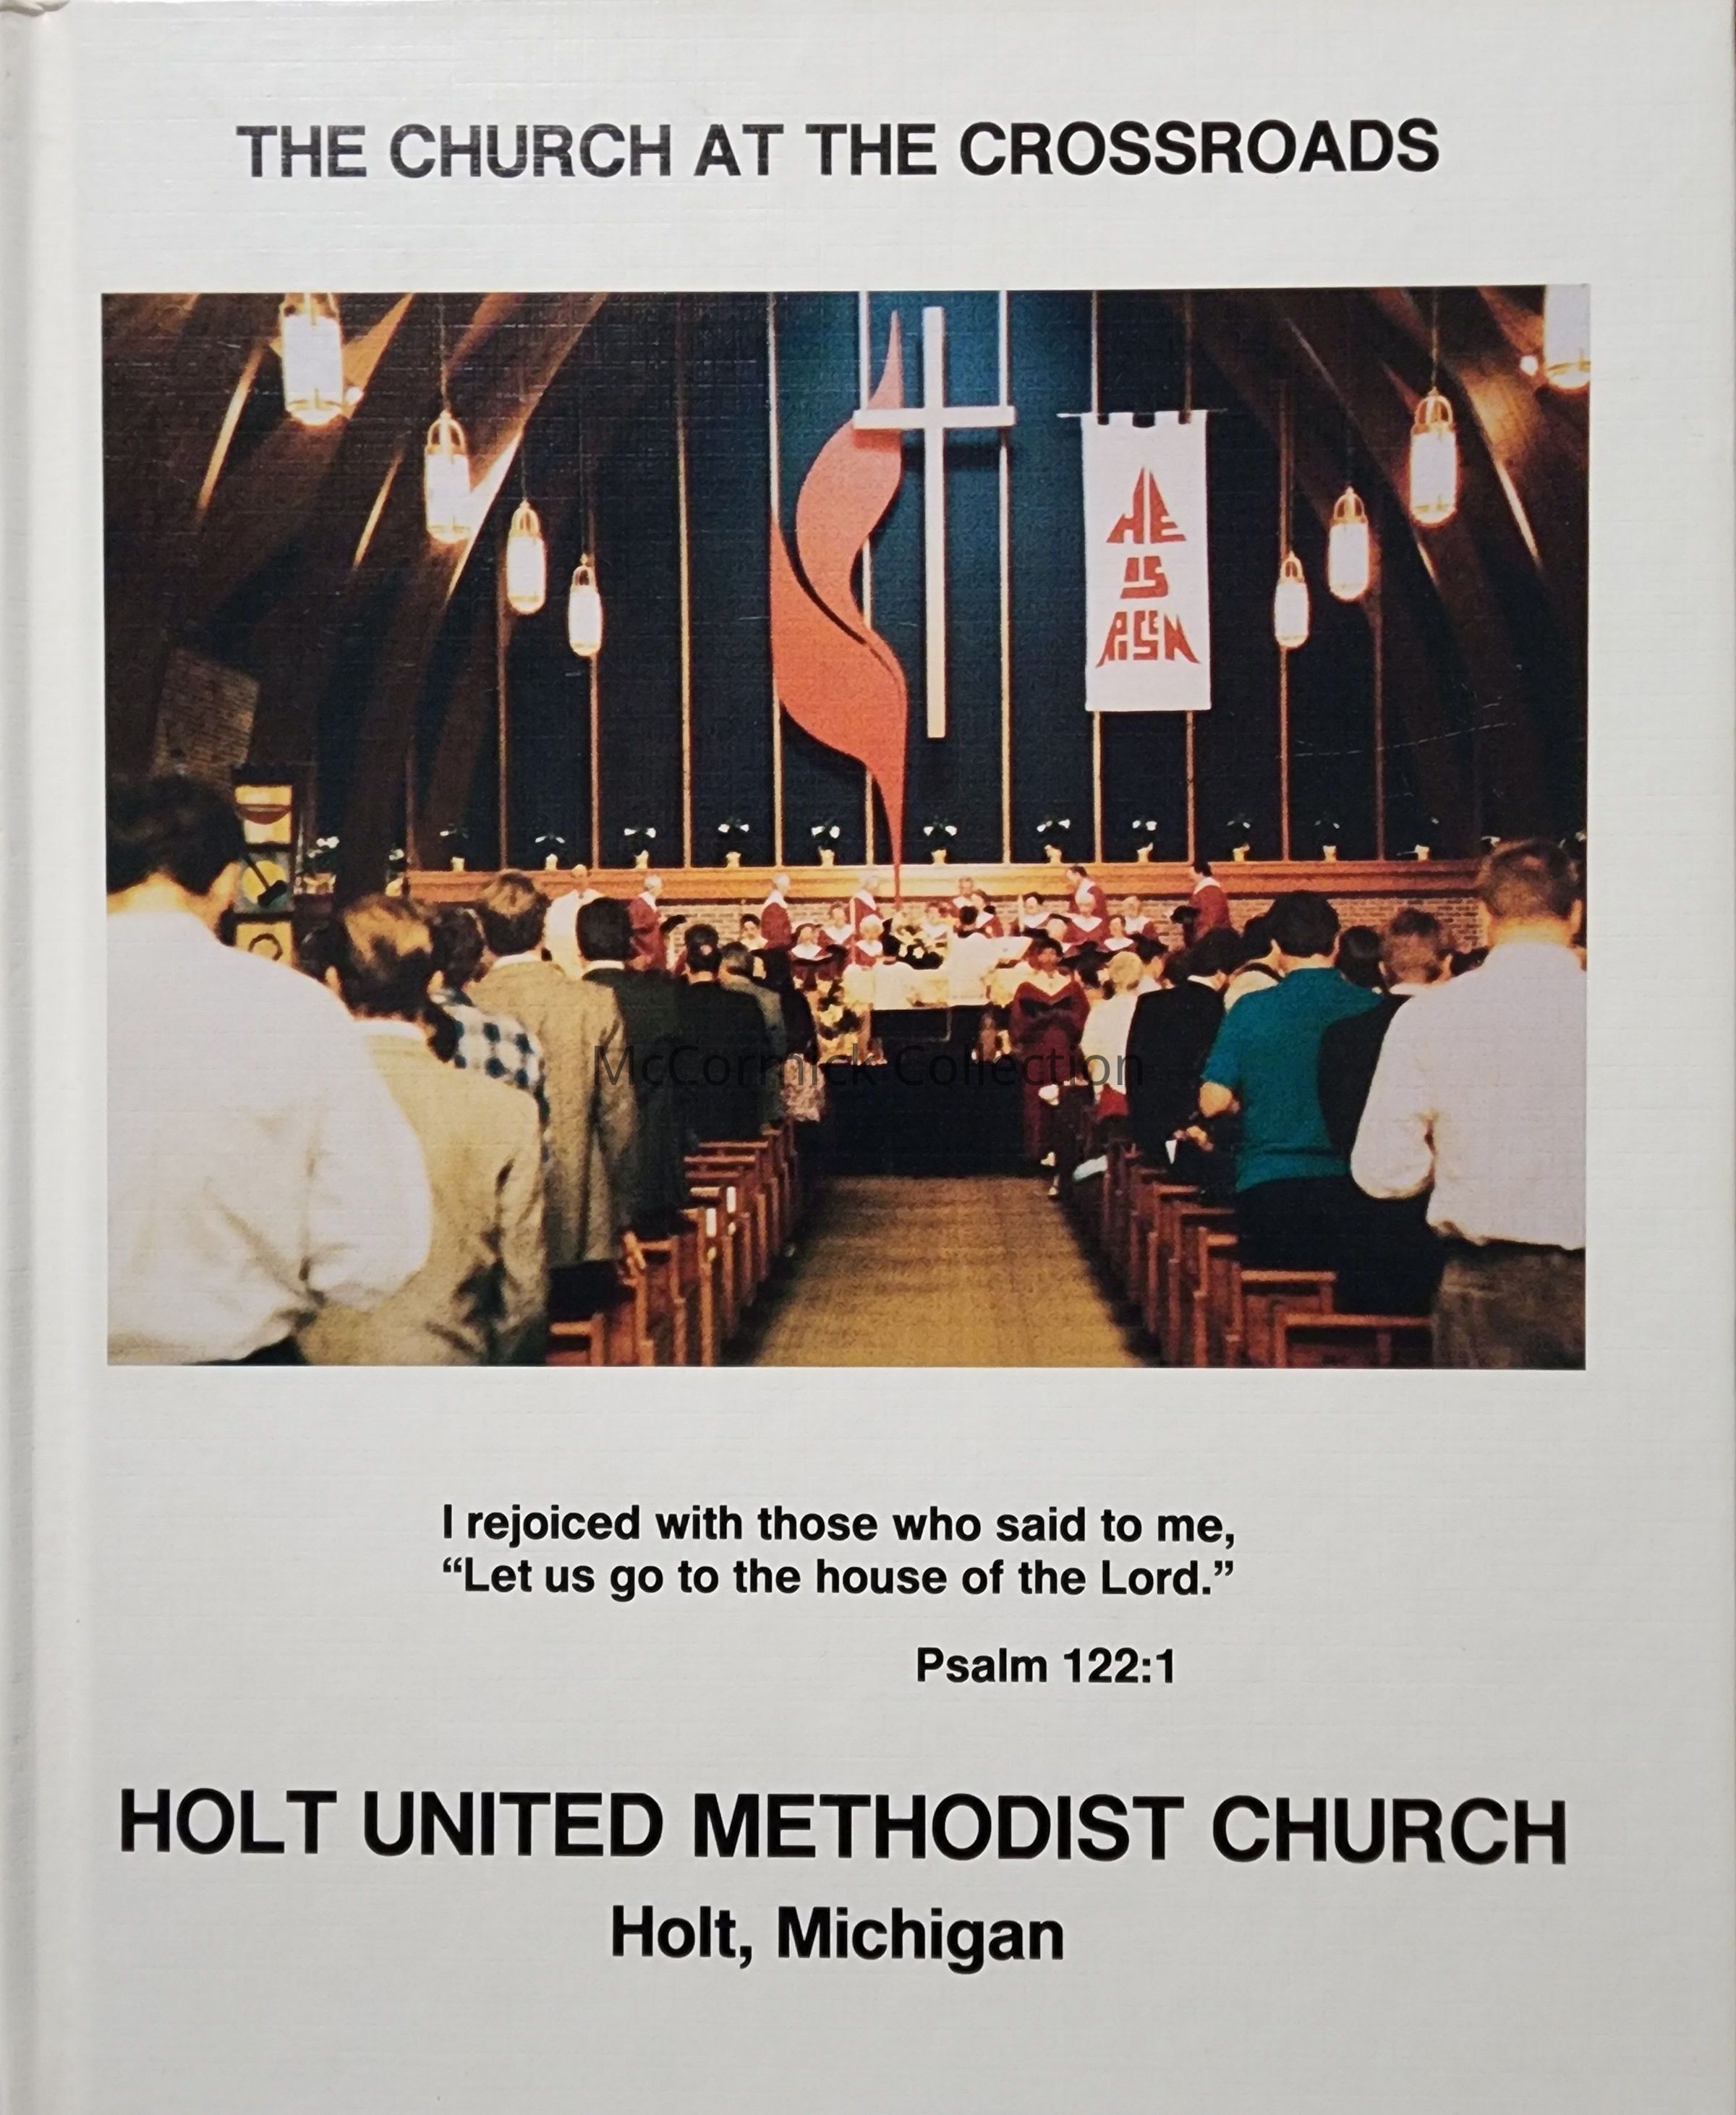 THE CHURCH AT THE CROSSROADS
HE
IS
RISEN
McCormick Collection
I rejoiced with those who said to me,
“Let us go to the house of the Lord.”
Psalm 122:1
HOLT UNITED METHODIST CHURCH
Holt, Michigan